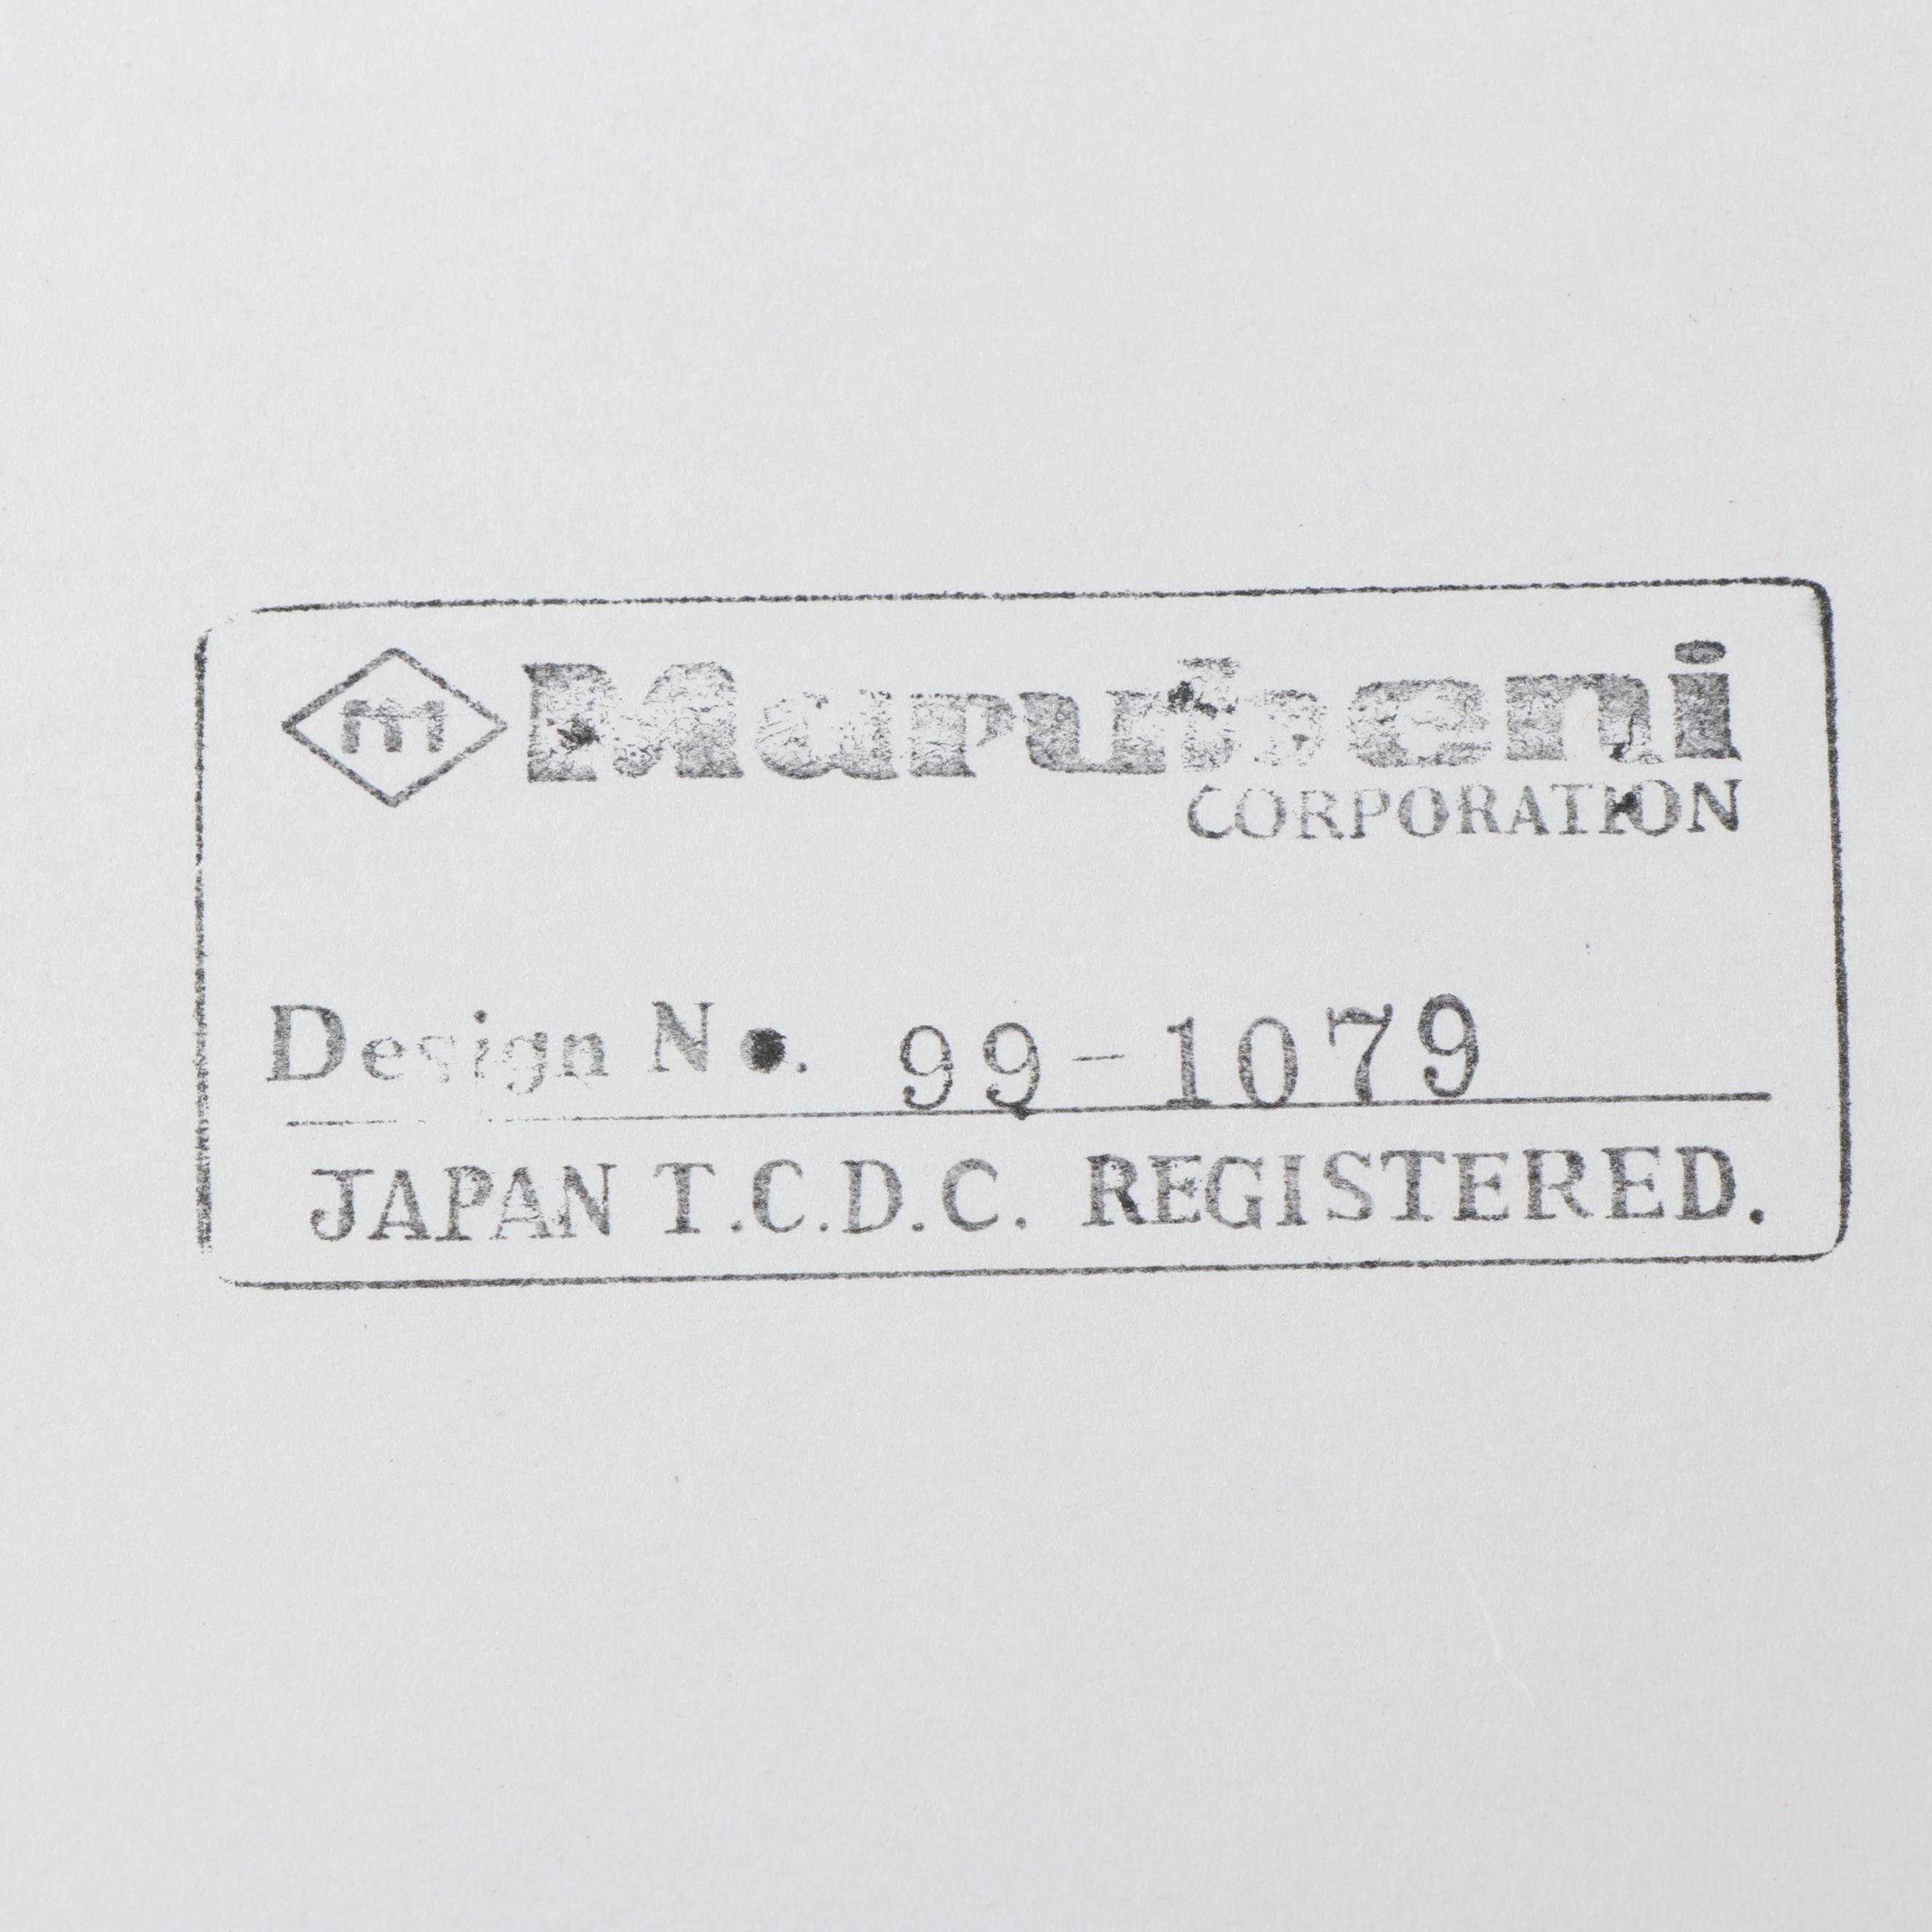 m Marubeni
CORPORATION
Design No. 99-1079
JAPAN T.C.D.C. REGISTERED.